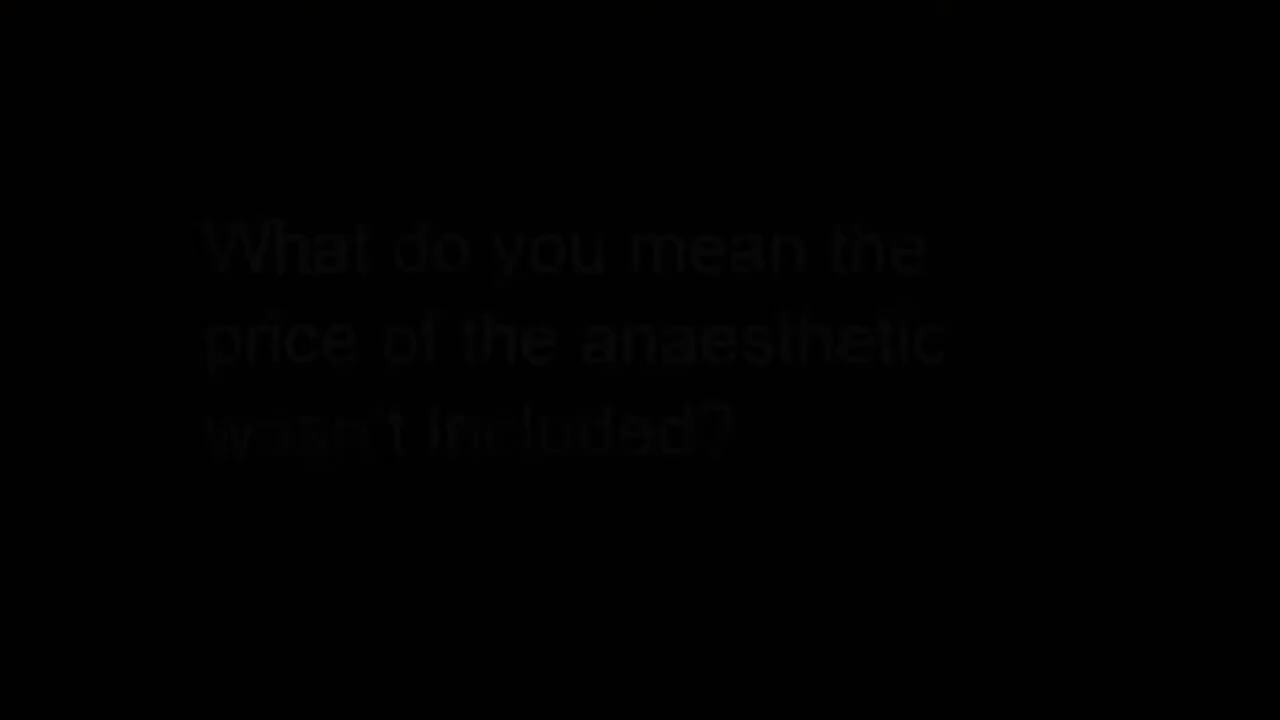 What do you mean the
price of the anaesthetic
wasn't included?